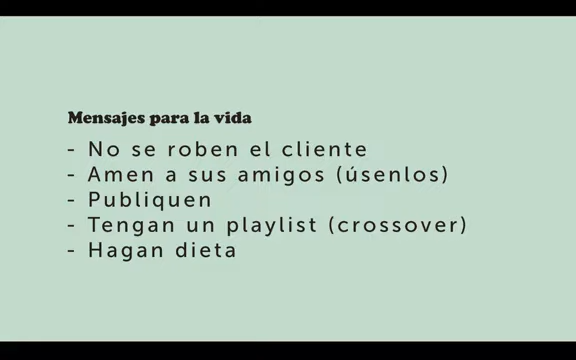 Mensajes para la vida
- No se roben el cliente
- Amen a sus amigos (úsenlos)
- Publiquen
- Tengan un playlist (crossover)
- Hagan dieta